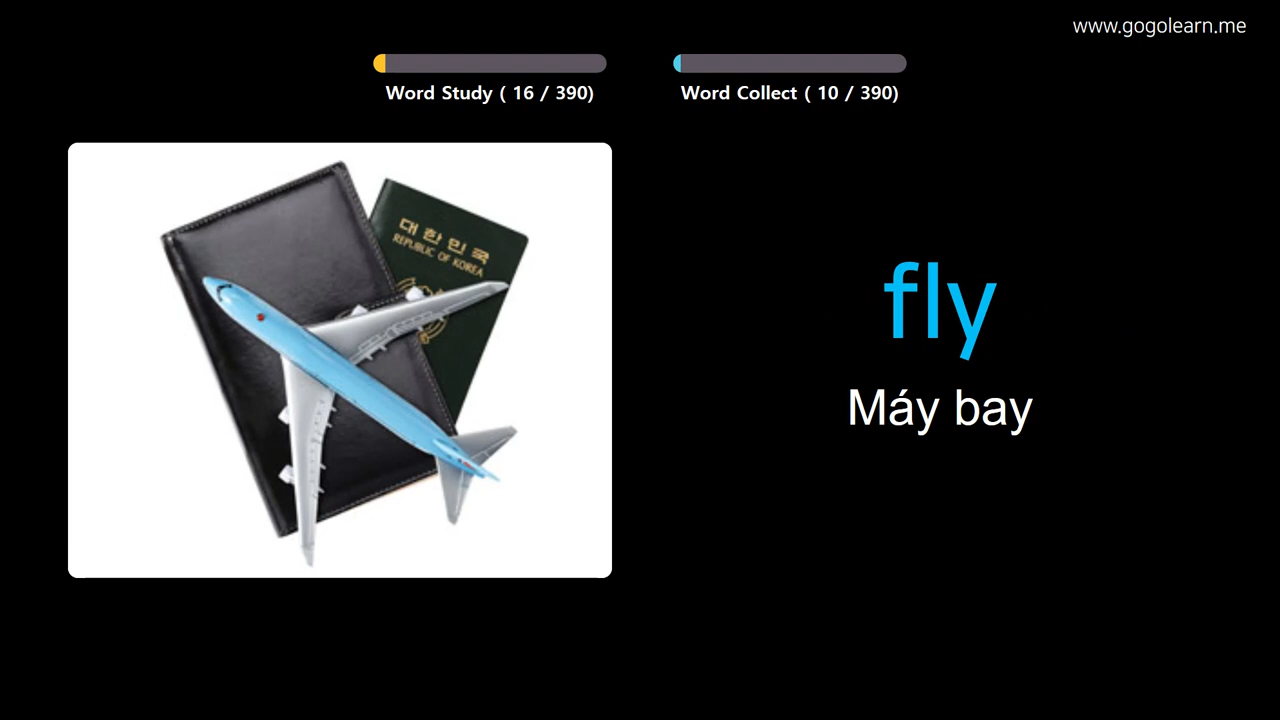 www.gogolearn.me
Word Study ( 16 / 390)
Word Collect ( 10 / 390)
대한민국
REPUBLIC OF KOREA
fly
Máy bay